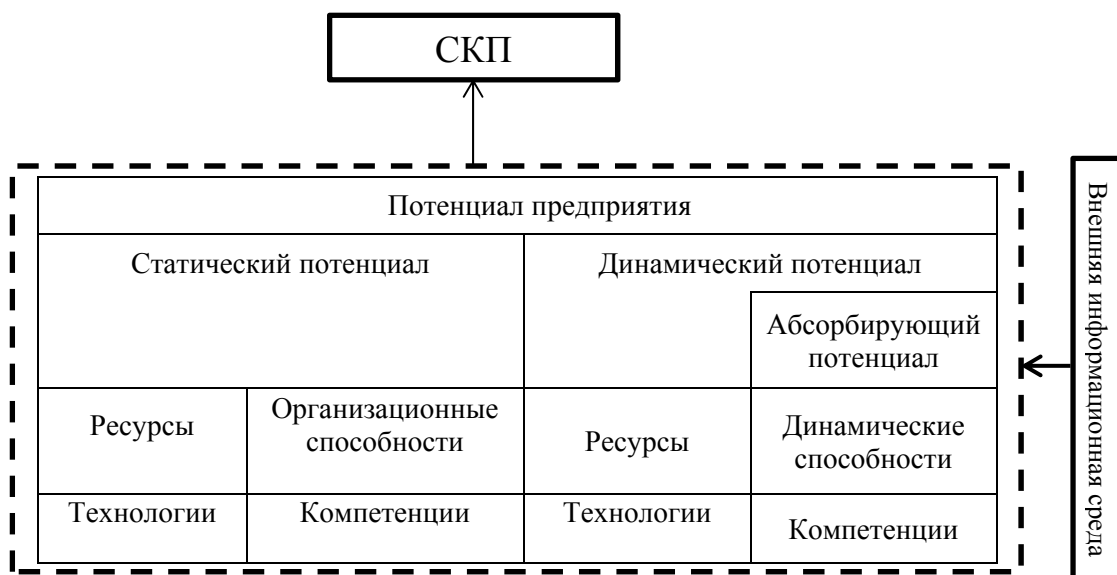 СКП
Потенциал предприятия
Статический потенциал
Динамический потенциал
Абсорбирующий
потенциал
Ресурсы
Организационные
способности
Ресурсы
Динамические
способности
Технологии
Компетенции
Технологии
Компетенции
Внешняя информационная среда